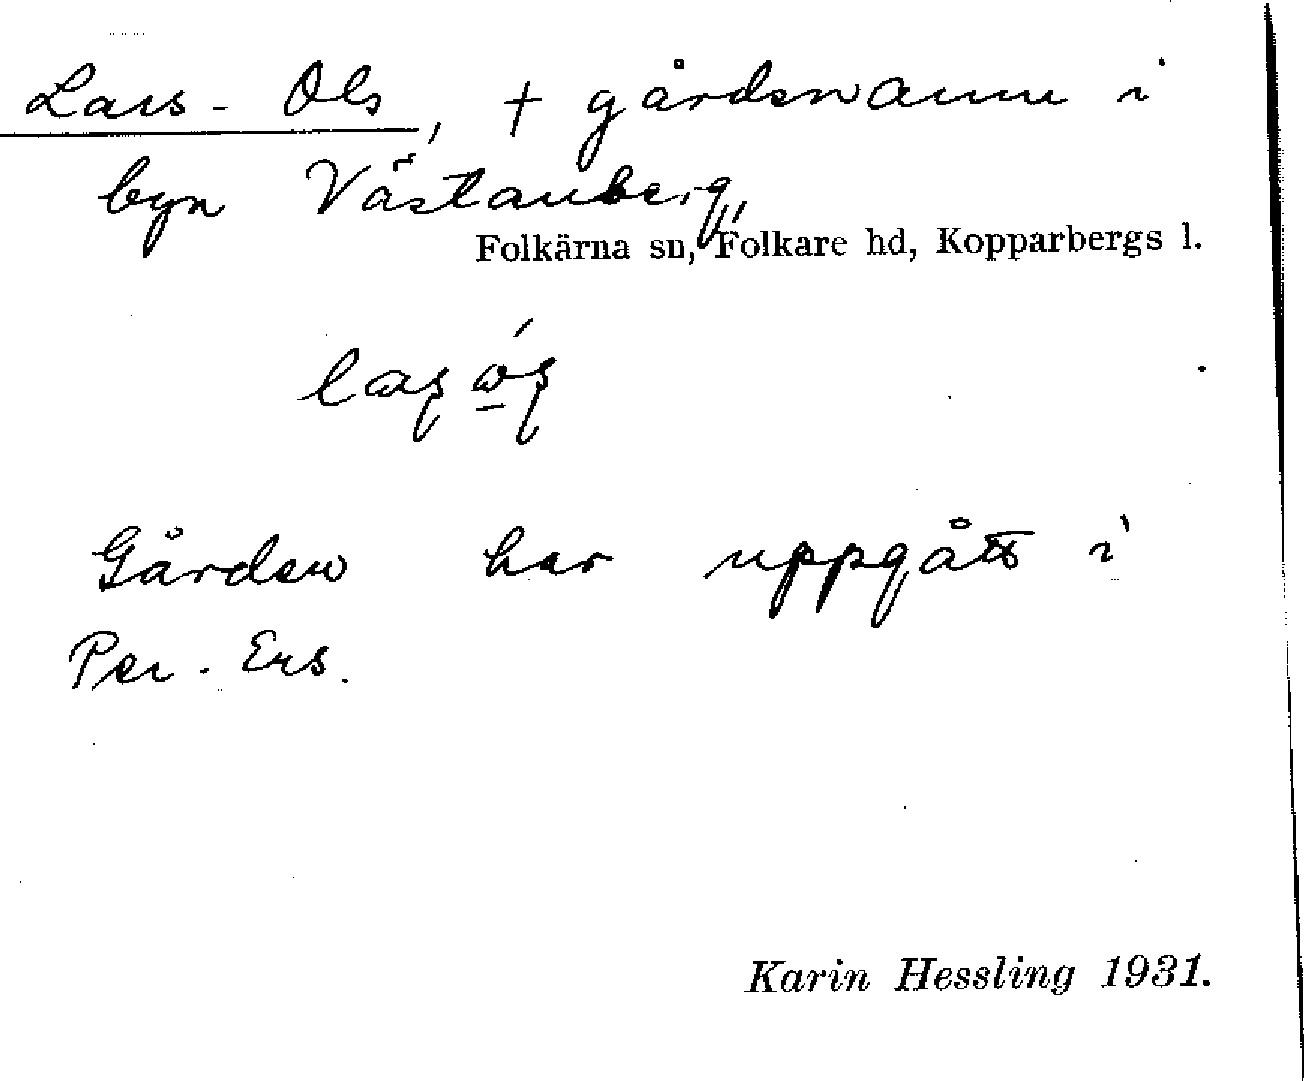 Lars-Ols, † gårdsnamn i
byn Västanberg,
Folkärna sn, Folkare hd, Kopparbergs l.
Gården har uppgått i
Per-Ers.
Karin Hessling 1931.